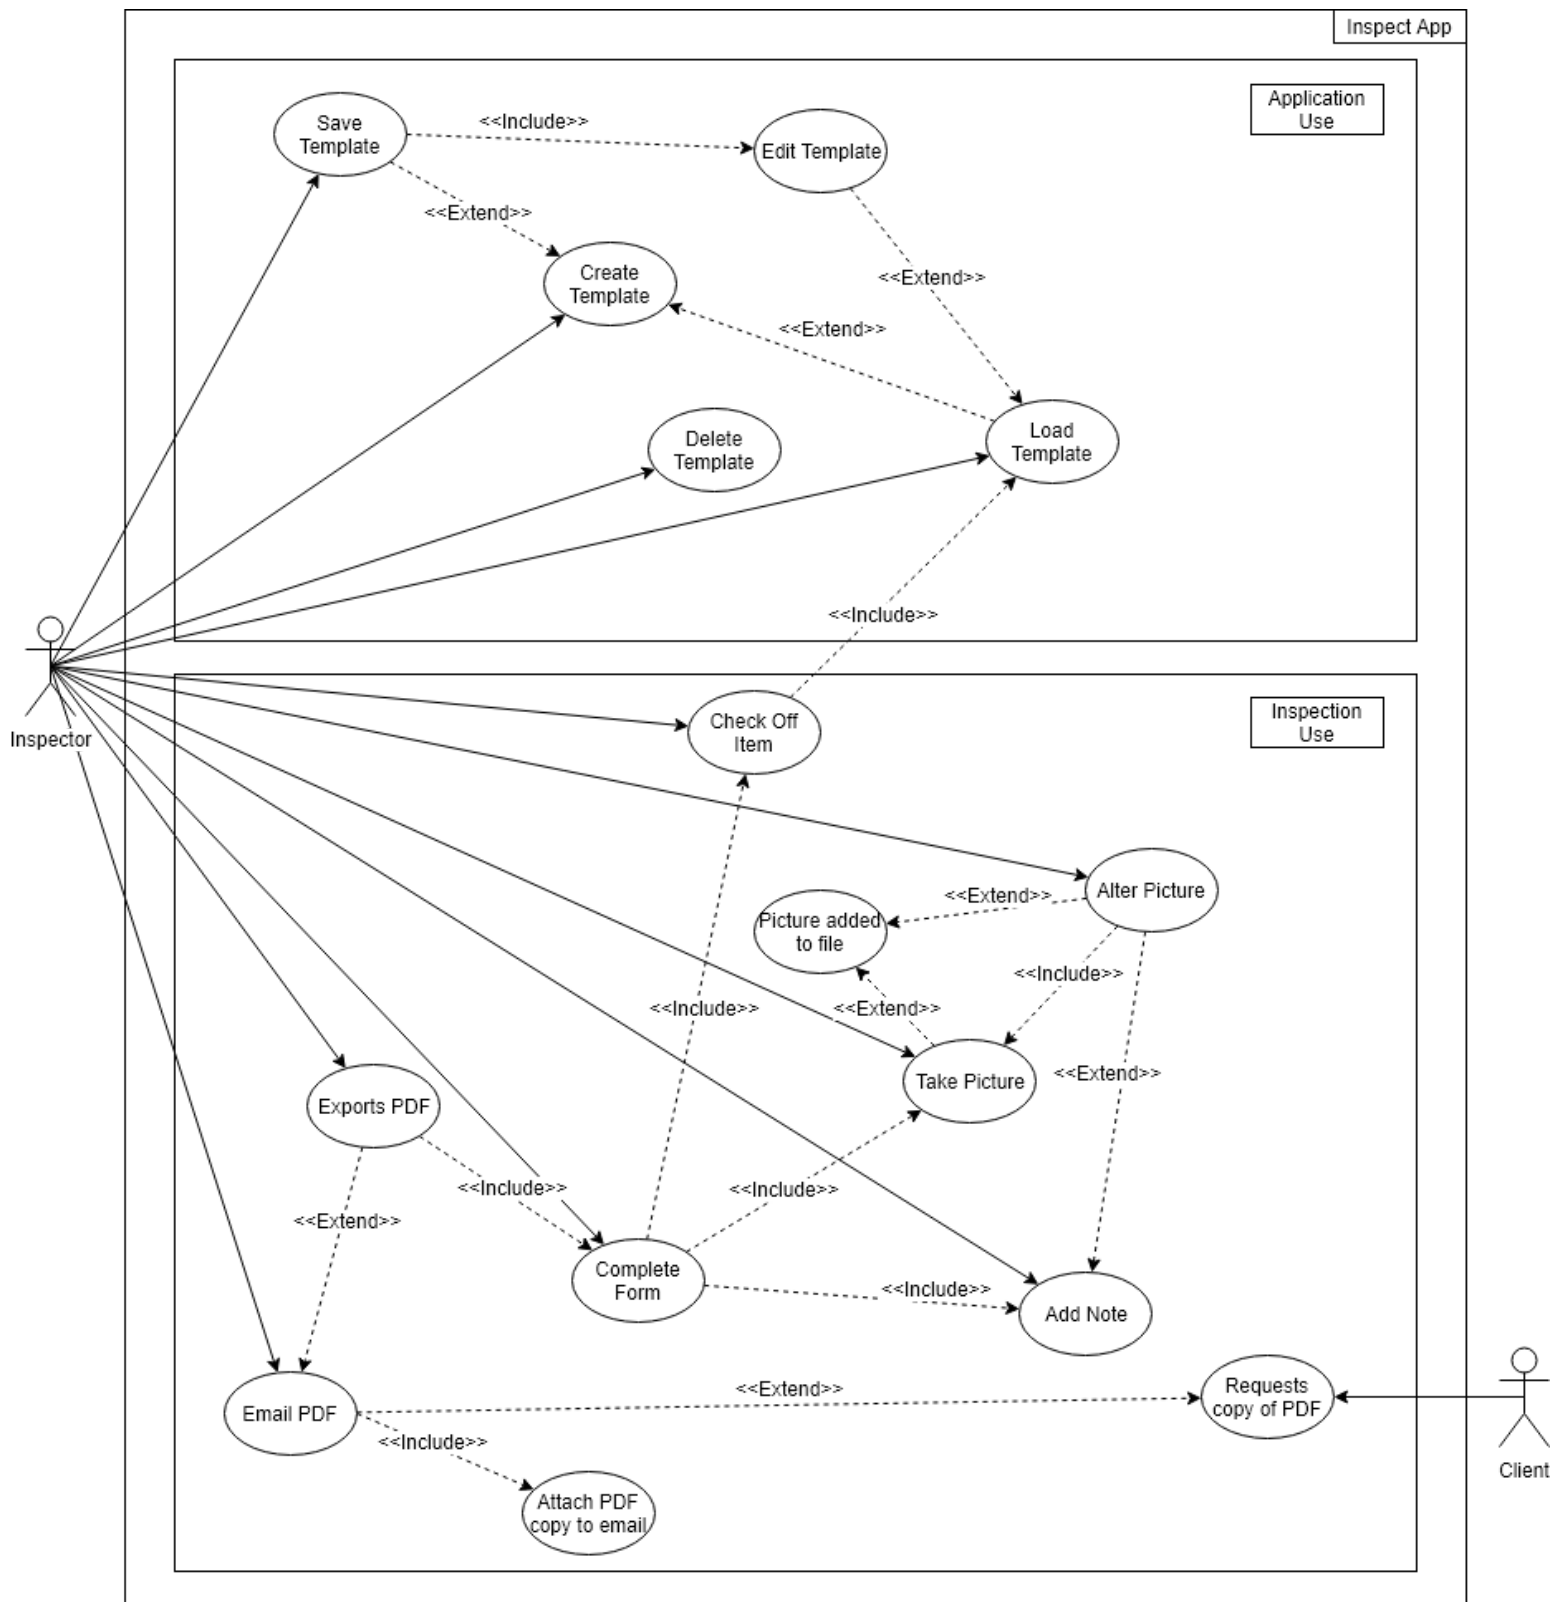 Inspect App
Application
Use
Save
Template
<<Include>>
Edit Template
<<Extend>>
Create
Template
<<Extend>>
<<Extend>>
Delete
Template
Load
Template
<<Include>>
Inspector
Inspection
Use
Check Off
Item
Alter Picture
<<Extend>>
Picture added
to file
<<Include>>
<<Extend>>
<<Include>>
Take Picture
<<Extend>>
Exports PDF
<<Include>>
<<Include>>
<<Extend>>
Complete
Form
<<Include>>
Add Note
Email PDF
<<Extend>>
Requests
copy of PDF
<<Include>>
Client
Attach PDF
copy to email